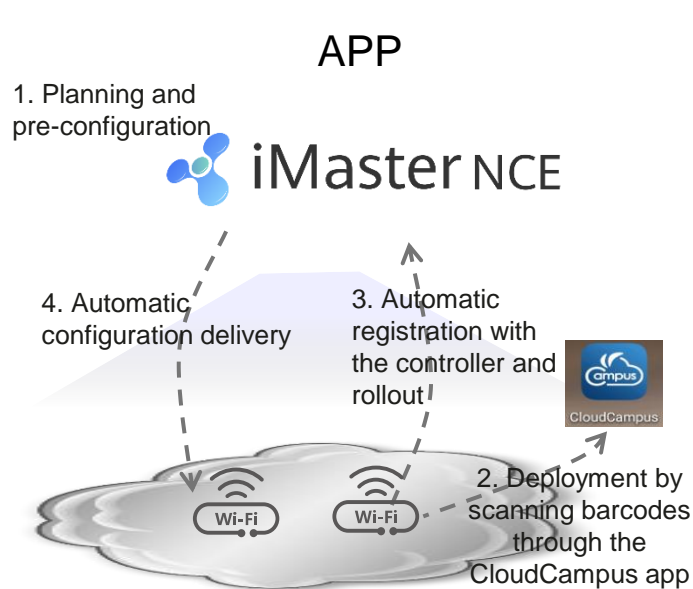 APP
1. Planning and
pre-configuration
iMaster NCE
4. Automatic
configuration delivery
3. Automatic
registration with
the controller and
rollout
Campus
CloudCampus
Wi-Fi
Wi-Fi
2. Deployment by
scanning barcodes
through the
CloudCampus app